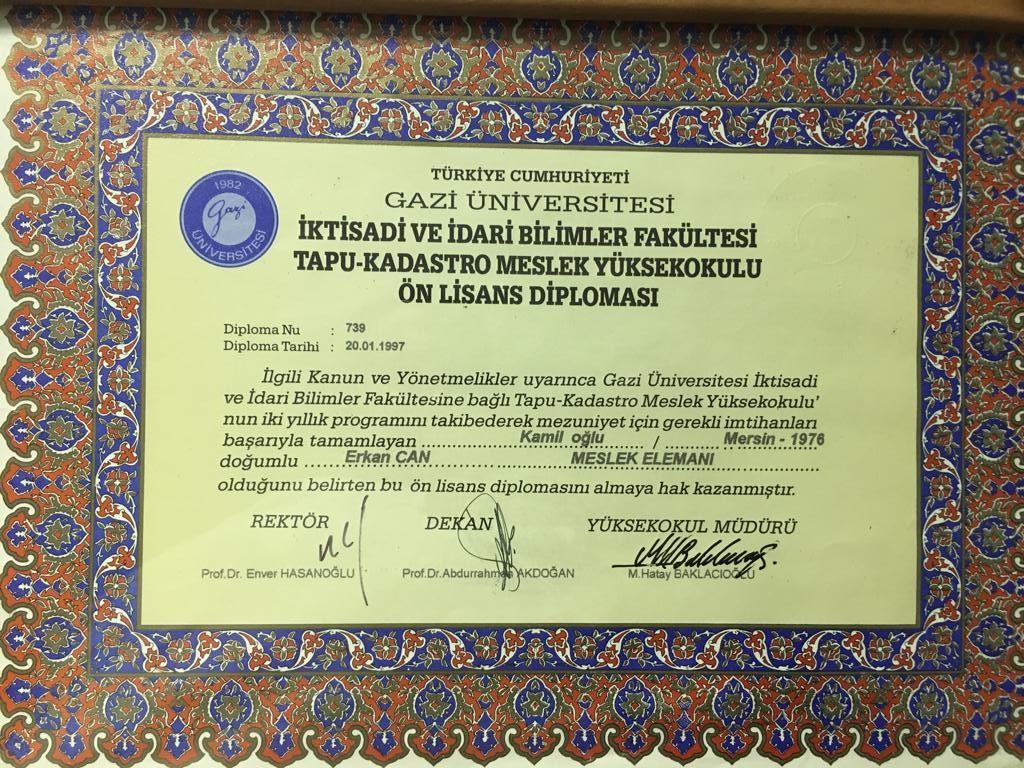 1982
Gazi
ÜNİVERSİTESİ
TÜRKİYE CUMHURİYETİ
GAZİ ÜNİVERSİTESİ
İKTİSADİ VE İDARİ BİLİMLER FAKÜLTESİ
TAPU-KADASTRO MESLEK YÜKSEKOKULU
ÖN LİSANS DİPLOMASI
Diploma Nu : 739
Diploma Tarihi : 20.01.1997
İlgili Kanun ve Yönetmelikler uyarınca Gazi Üniversitesi İktisadi
ve İdari Bilimler Fakültesine bağlı Tapu-Kadastro Meslek Yüksekokulu'
nun iki yıllık programını takibederek mezuniyet için gerekli imtihanları
başarıyla tamamlayan ........ Kamil oğlu ........ / ........ Mersin - 1976
doğumlu ...... Erkan CAN ........ MESLEK ELEMANI ........
olduğunu belirten bu ön lisans diplomasını almaya hak kazanmıştır.
REKTÖR DEKAN YÜKSEKOKUL MÜDÜRÜ
Prof.Dr. Enver HASANOĞLU Prof.Dr.Abdurrahman AKDOĞAN M.Hatay BAKLACIOĞLU